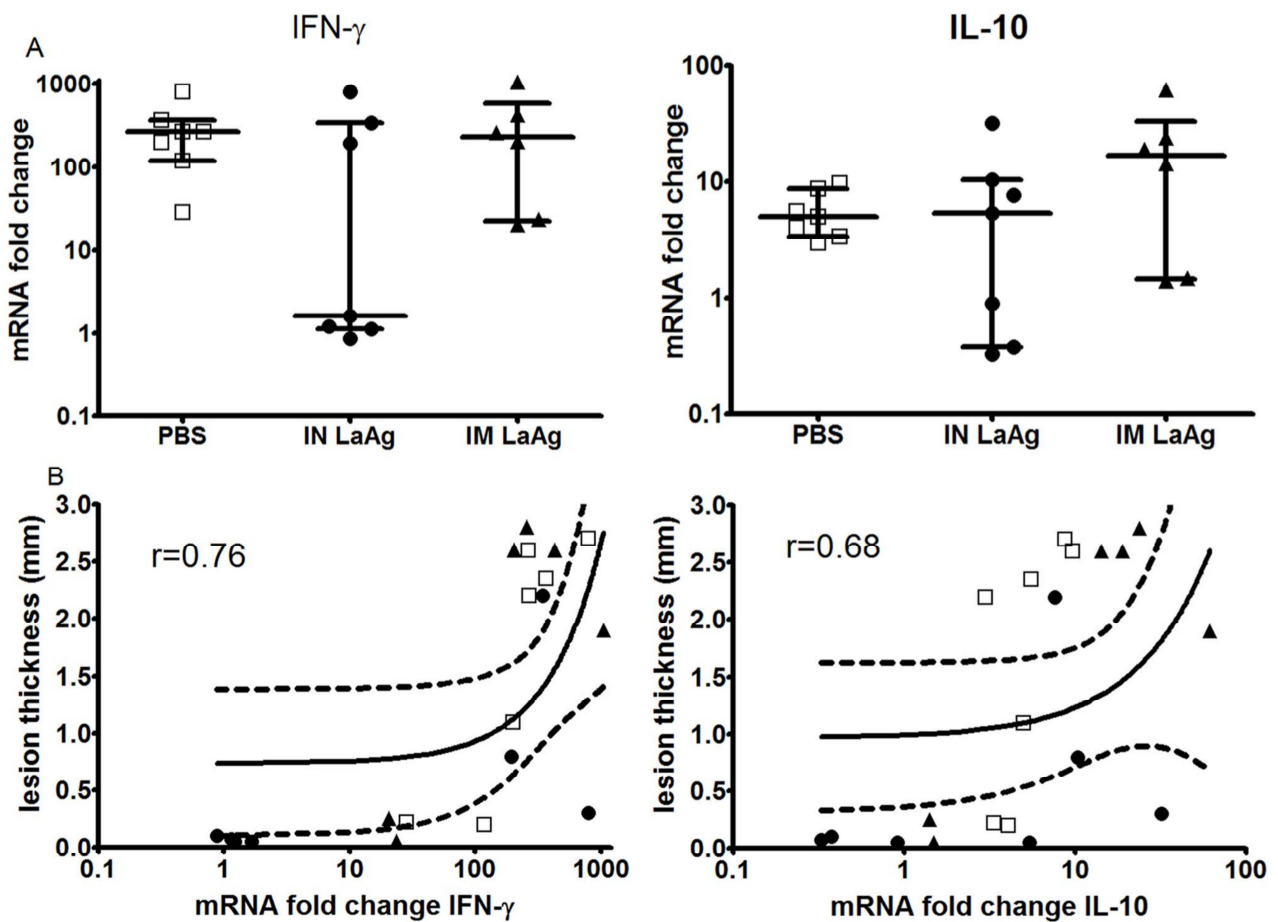 A
IFN-γ
mRNA fold change
1000
100
10
1
0.1
PBS
IN LaAg
IM LaAg
IL-10
mRNA fold change
100
10
1
0.1
PBS
IN LaAg
IM LaAg
B
r=0.76
lesion thickness (mm)
3.0
2.5
2.0
1.5
1.0
0.5
0.0
0.1
1
10
100
1000
mRNA fold change IFN-γ
r=0.68
lesion thickness (mm)
3.0
2.5
2.0
1.5
1.0
0.5
0.0
0.1
1
10
100
mRNA fold change IL-10